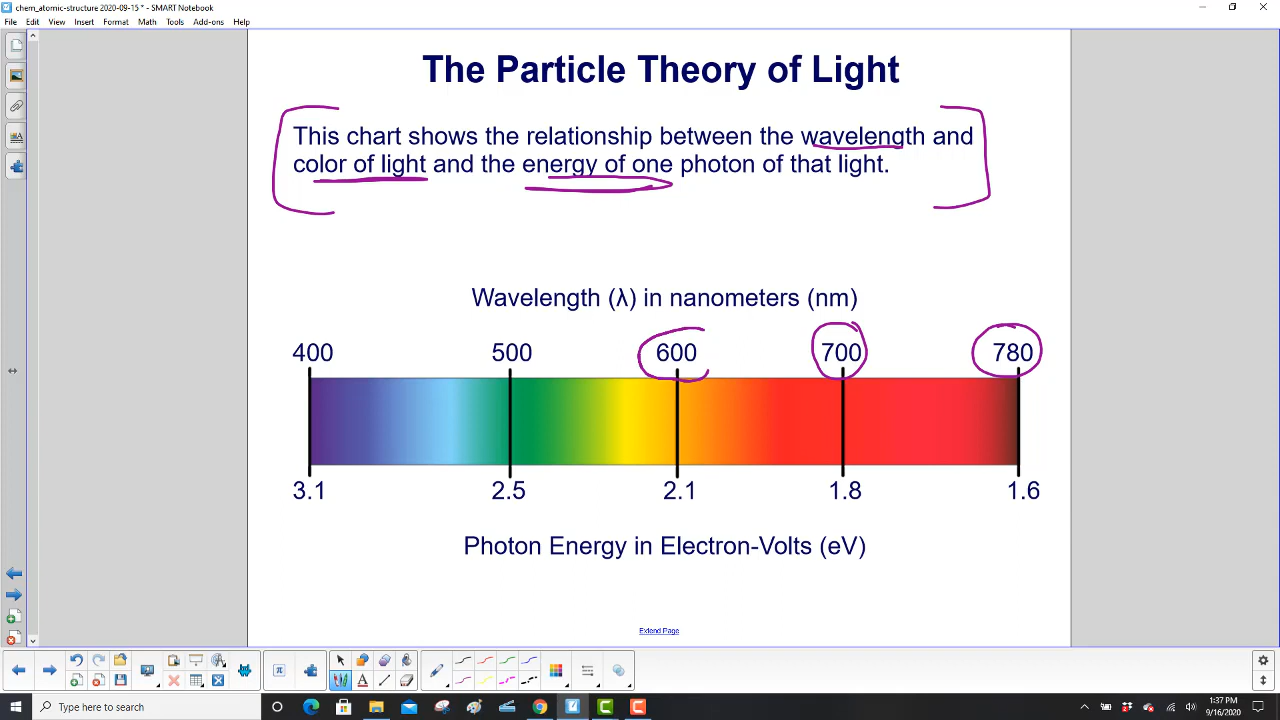 chem_atomic-structure 2020-09-15 * - SMART Notebook
File Edit View Insert Format Math Tools Add-ons Help
The Particle Theory of Light
This chart shows the relationship between the wavelength and
color of light and the energy of one photon of that light.
Wavelength (λ) in nanometers (nm)
400 500 600 700 780
3.1 2.5 2.1 1.8 1.6
Photon Energy in Electron-Volts (eV)
Extend Page
Type here to search
1:37 PM
9/16/2020